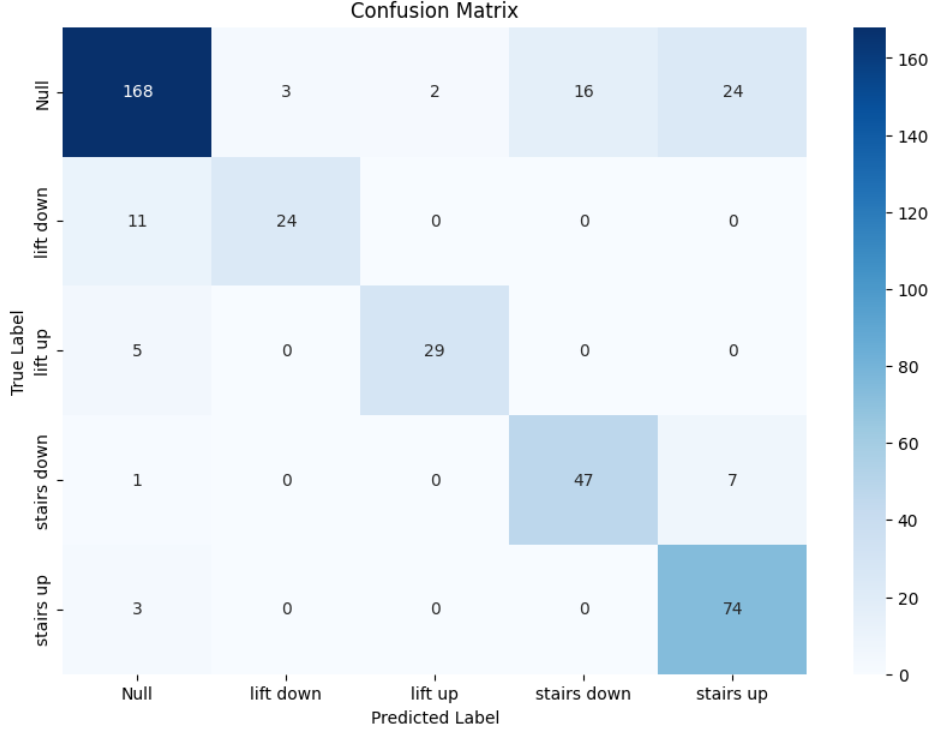 Confusion Matrix
True Label
Null
168 3 2 16 24
lift down
11 24 0 0 0
lift up
5 0 29 0 0
stairs down
1 0 0 47 7
stairs up
3 0 0 0 74
Null lift down lift up stairs down stairs up
Predicted Label
160
140
120
100
80
60
40
20
0